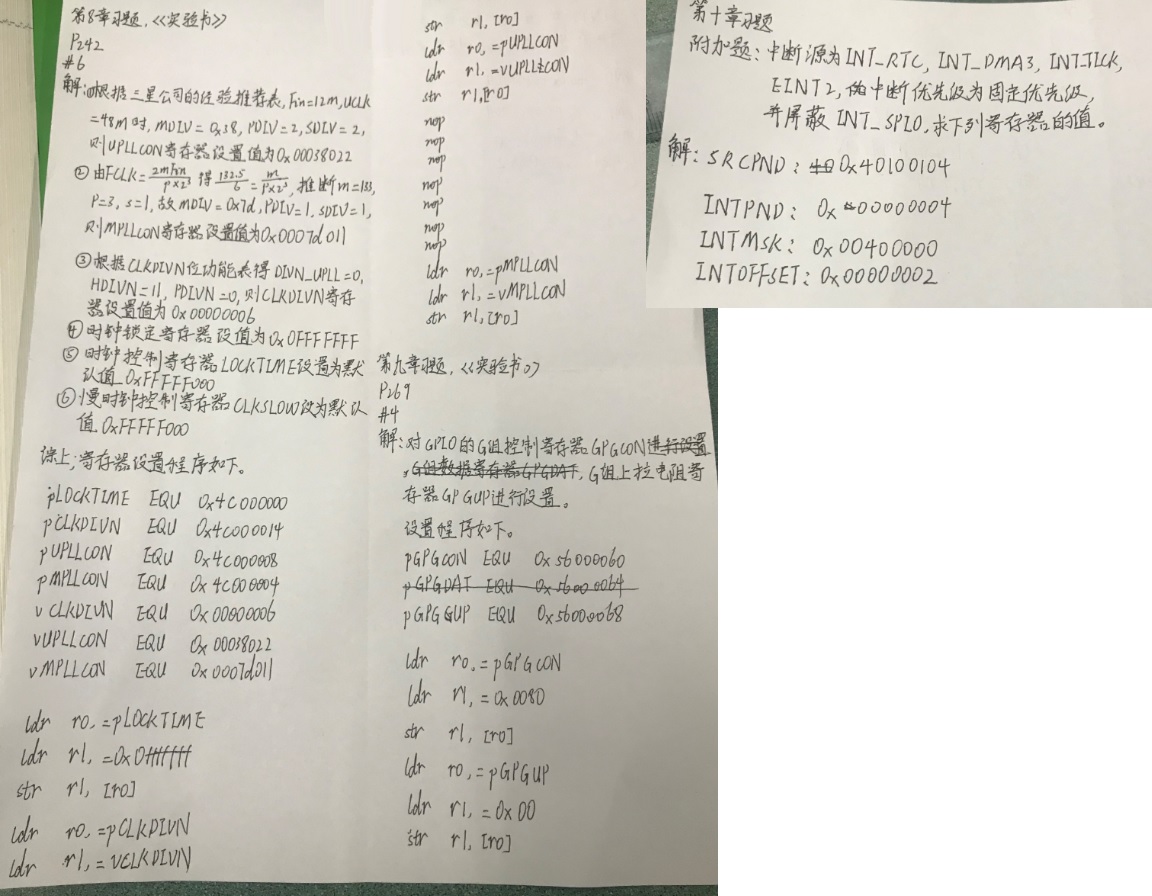 第8章习题,《实验书》
P242
#6
解:①根据三星公司的经验推荐表,Fin=12m,UCLK
=48m时,MDIV=0x38,PDIV=2,SDIV=2,
则UPLLCON寄存器设置值为0x00038022
②由FCLK=2mFin/p×2^s 得132.5/6=m/p×2^s,推断m=133,
P=3,s=1,故MDIV=0x7d,PDIV=1,SDIV=1,
则MPLLCON寄存器设置值为0x0007d011
③根据CLKDIVN位功能表得DIVN_UPLL=0,
HDIVN=11,PDIVN=0,则CLKDIVN寄存
器设置值为0x00000006
④时钟锁定寄存器设值为0x0FFFFFFF
⑤时钟控制寄存器LOCKTIME设置为默
认值0xFFFFF000
⑥慢时钟控制寄存器CLKSLOW改为默认
值0xFFFFF000
综上,寄存器设置程序如下。
pLOCKTIME EQU 0x4C000000
pCLKDIVN EQU 0x4C000014
pUPLLCON EQU 0x4C000008
pMPLLCON EQU 0x4C000004
vCLKDIVN EQU 0x00000006
vUPLLCON EQU 0x00038022
vMPLLCON EQU 0x0007d011
ldr r0,=pLOCKTIME
ldr r1,=0x0fffffff
str r1,[r0]
ldr r0,=pCLKDIVN
ldr r1,=vCLKDIVN
str r1,[r0]
ldr r0,=pUPLLCON
ldr r1,=vUPLLCON
str r1,[r0]
nop
nop
nop
nop
nop
nop
nop
ldr r0,=pMPLLCON
ldr r1,=vMPLLCON
str r1,[r0]
第九章习题,《实验书》
P269
#4
解:对GPIO的G组控制寄存器GPGCON进行设置
,G组数据寄存器GPGDAT,G组上拉电阻寄
存器GPGUP进行设置。
设置程序如下。
pGPGCON EQU 0x56000060
pGPGDAT EQU 0x56000064
pGPGGUP EQU 0x56000068
ldr r0,=pGPGCON
ldr r1,=0x0080
str r1,[r0]
ldr r0,=pGPGUP
ldr r1,=0x00
str r1,[r0]
第十章习题
附加题:中断源为INT_RTC,INT_DMA3,INT_TICK,
EINT2,中断优先级为固定优先级,
并屏蔽INT_SPI0,求下列寄存器的值。
解:SRCPND:0x40100104
INTPND:0x00000004
INTMSK:0x00400000
INTOFFSET:0x00000002